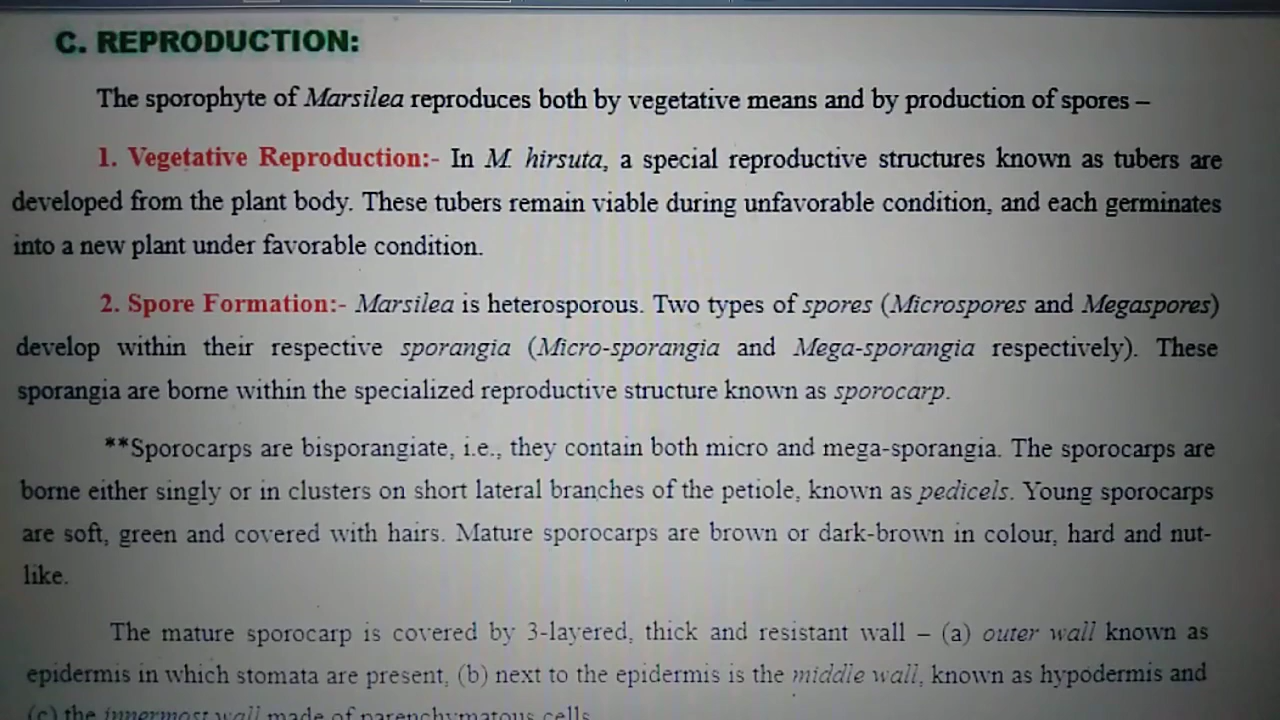 C. REPRODUCTION:
The sporophyte of Marsilea reproduces both by vegetative means and by production of spores –
1. Vegetative Reproduction:- In M. hirsuta, a special reproductive structures known as tubers are
developed from the plant body. These tubers remain viable during unfavorable condition, and each germinates
into a new plant under favorable condition.
2. Spore Formation:- Marsilea is heterosporous. Two types of spores (Microspores and Megaspores)
develop within their respective sporangia (Micro-sporangia and Mega-sporangia respectively). These
sporangia are borne within the specialized reproductive structure known as sporocarp.
**Sporocarps are bisporangiate, i.e., they contain both micro and mega-sporangia. The sporocarps are
borne either singly or in clusters on short lateral branches of the petiole, known as pedicels. Young sporocarps
are soft, green and covered with hairs. Mature sporocarps are brown or dark-brown in colour, hard and nut-
like.
The mature sporocarp is covered by 3-layered, thick and resistant wall – (a) outer wall known as
epidermis in which stomata are present, (b) next to the epidermis is the middle wall, known as hypodermis and
(c) the innermost wall made of parenchymatous cells